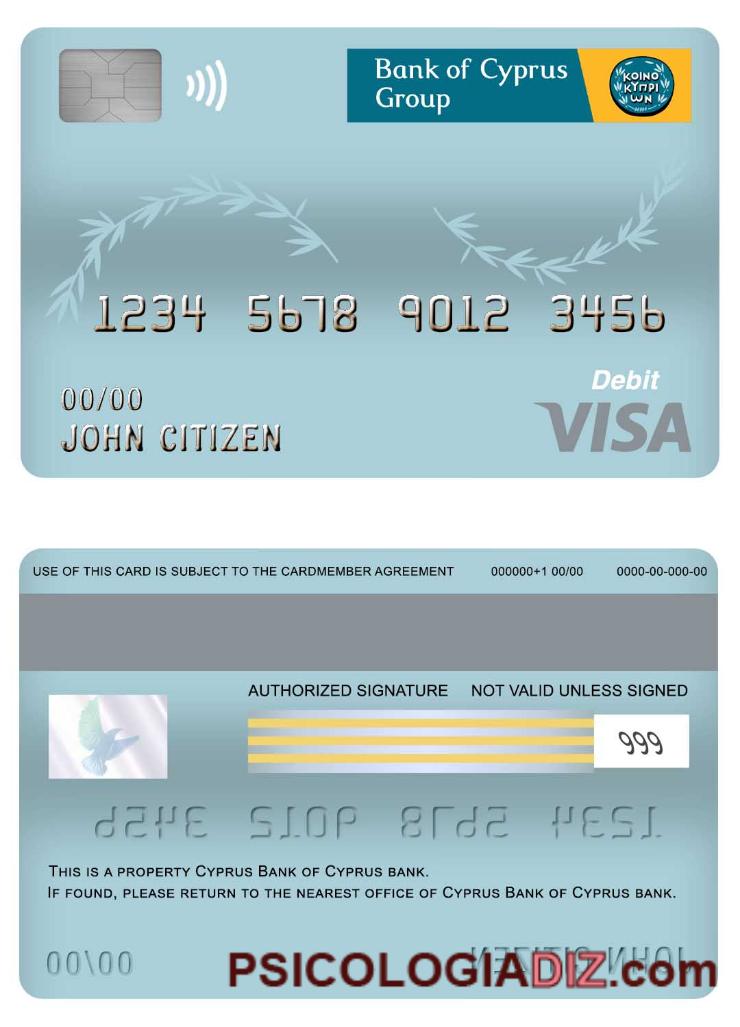 Bank of Cyprus
Group
ΚΟΙΝΟ
ΚΥΠΡΙ
ΩΝ
1234 5678 9012 3456
Debit
00/00
VISA
JOHN CITIZEN
USE OF THIS CARD IS SUBJECT TO THE CARDMEMBER AGREEMENT 000000+1 00/00 0000-00-000-00
AUTHORIZED SIGNATURE NOT VALID UNLESS SIGNED
999
1234 5678 9012 3456
THIS IS A PROPERTY CYPRUS BANK OF CYPRUS BANK.
IF FOUND, PLEASE RETURN TO THE NEAREST OFFICE OF CYPRUS BANK OF CYPRUS BANK.
00\00 JOHN CITIZEN
PSICOLOGIADIZ.com